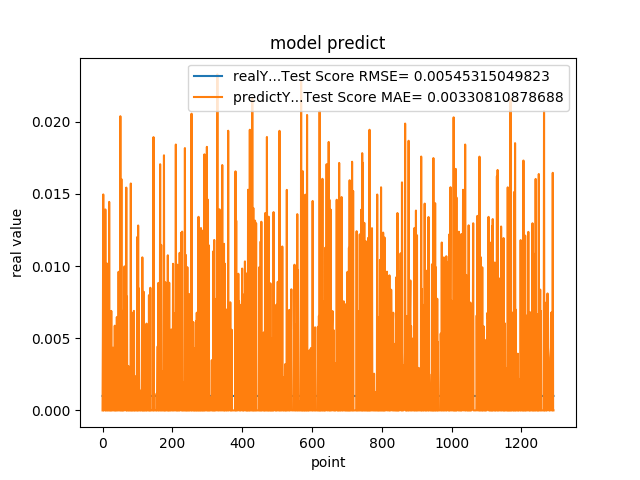 model predict
realY...Test Score RMSE= 0.00545315049823
predictY...Test Score MAE= 0.00330810878688
real value
0.020
0.015
0.010
0.005
0.000
0 200 400 600 800 1000 1200
point